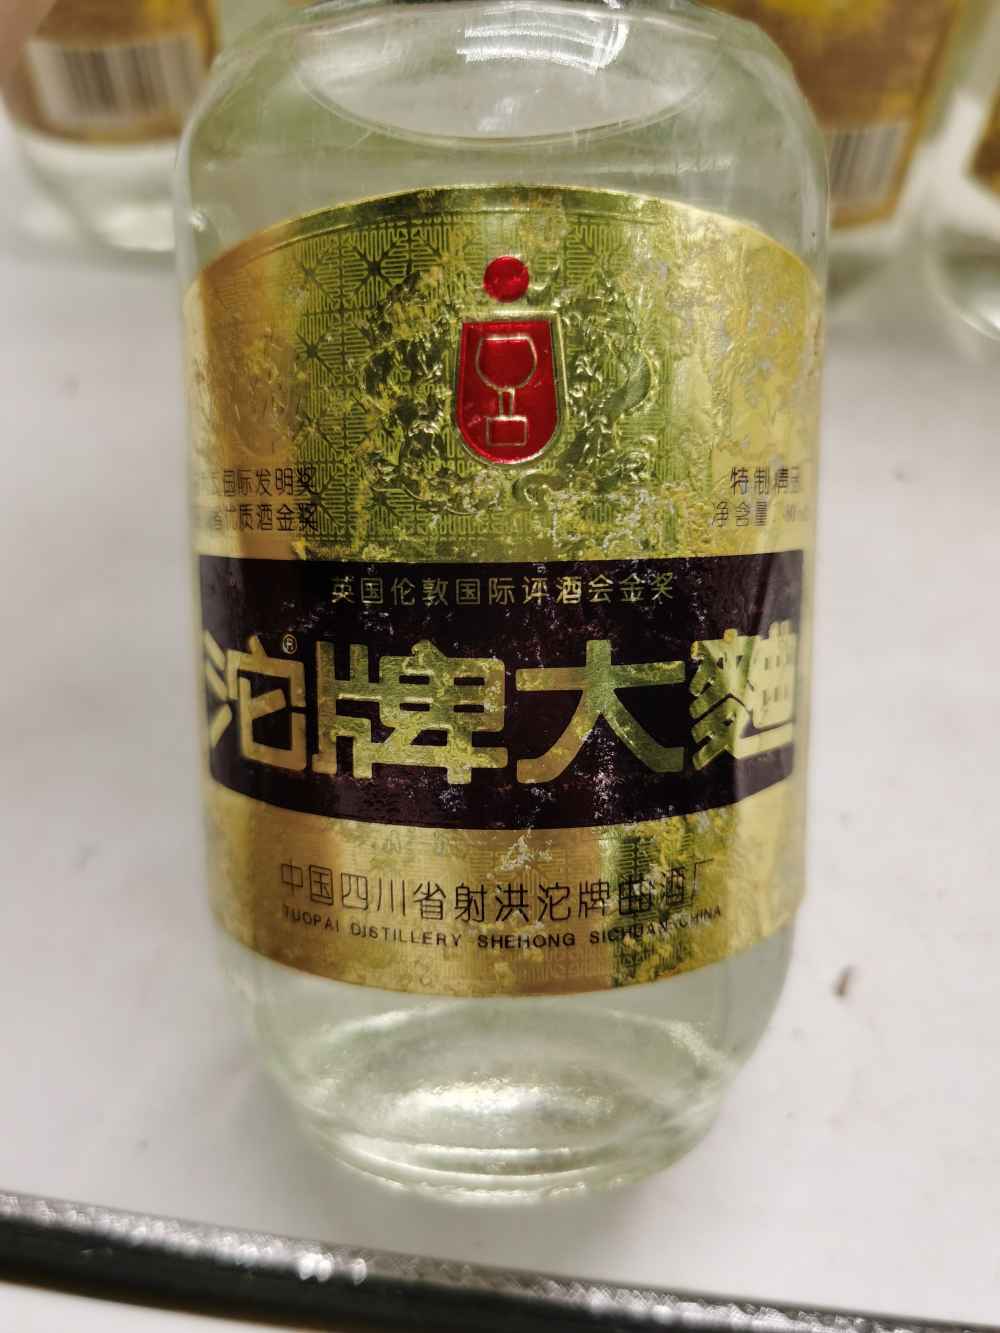 国际发明奖
优质酒金奖
特制精品
净含量
英国伦敦国际评酒会金奖
沱®牌大麯
中国四川省射洪沱牌曲酒厂
TUOPAI DISTILLERY SHEHONG SICHUAN CHINA